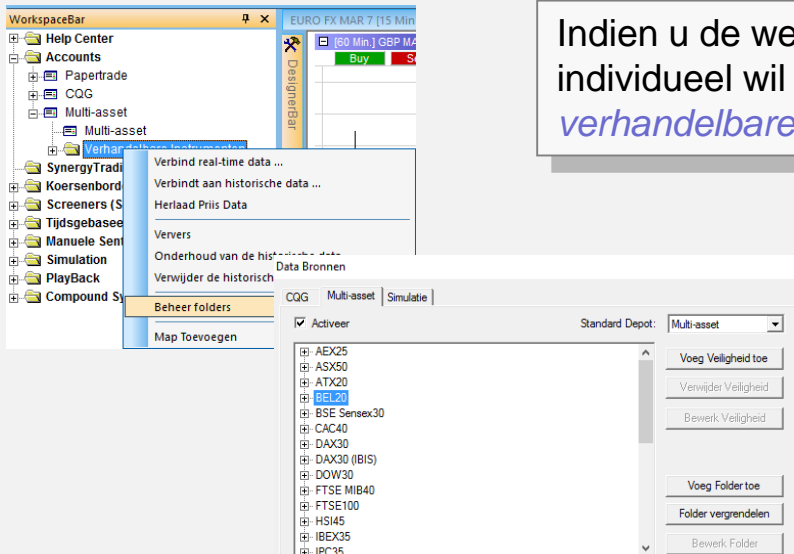 WorkspaceBar
Help Center
Accounts
Papertrade
CQG
Multi-asset
Multi-asset
Verhandelbare Instrumenten
SynergyTradi
Koersenbord
Screeners (S
Tijdsgebasee
Manuele Sent
Simulation
PlayBack
Compound Sy
EURO FX MAR 7 [15 Min
[60 Min.] GBP MA
Buy
S
DesignerBar
Indien u de we
individueel wil
verhandelbare
Verbind real-time data ...
Verbindt aan historische data ...
Herlaad Prijs Data
Ververs
Onderhoud van de historische data
Verwijder de historisch
Beheer folders
Map Toevoegen
Data Bronnen
CQG
Multi-asset
Simulatie
Activeer
Standard Depot:
Multi-asset
AEX25
ASX50
ATX20
BEL20
BSE Sensex30
CAC40
DAX30
DAX30 (IBIS)
DOW30
FTSE MIB40
FTSE100
HSI45
IBEX35
IPC35
Voeg Veiligheid toe
Verwijder Veiligheid
Bewerk Veiligheid
Voeg Folder toe
Folder vergrendelen
Bewerk Folder